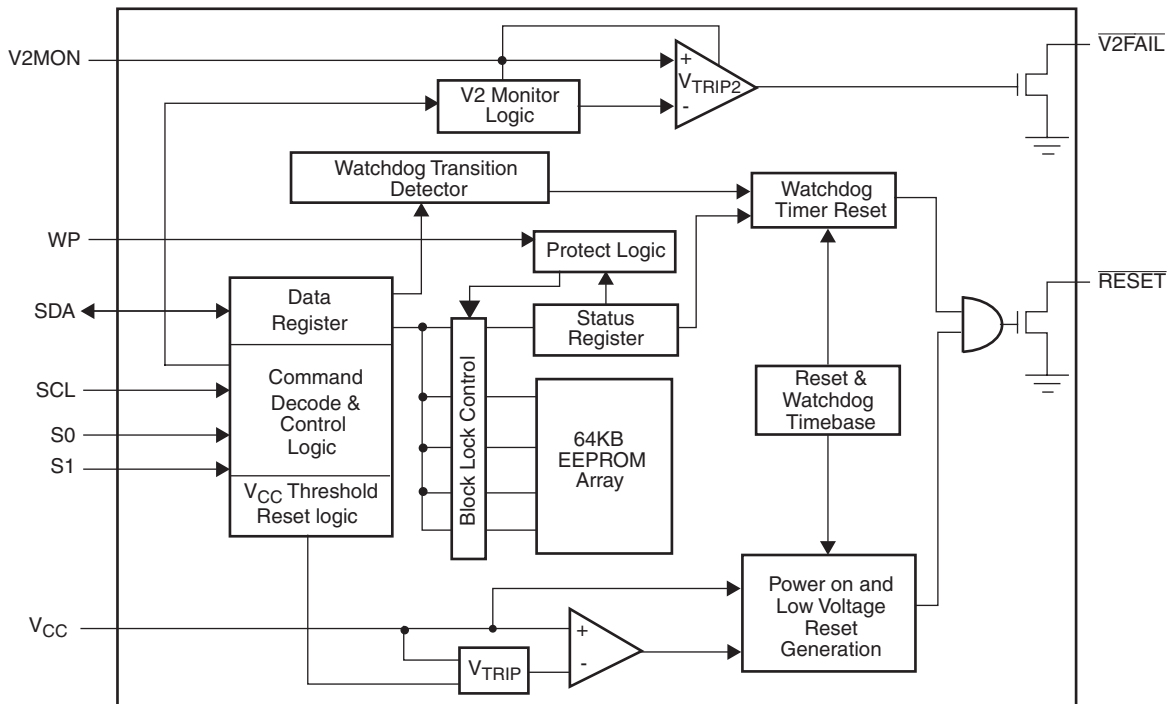 V2MON
V2FAIL
+
VTRIP2
-
V2 Monitor
Logic
Watchdog Transition
Detector
Watchdog
Timer Reset
WP
Protect Logic
RESET
SDA
Data
Register
Status
Register
SCL
Command
Decode &
Control
Logic
S0
S1
Block Lock Control
64KB
EEPROM
Array
Reset &
Watchdog
Timebase
VCC Threshold
Reset logic
Power on and
Low Voltage
Reset
Generation
VCC
+
-
VTRIP